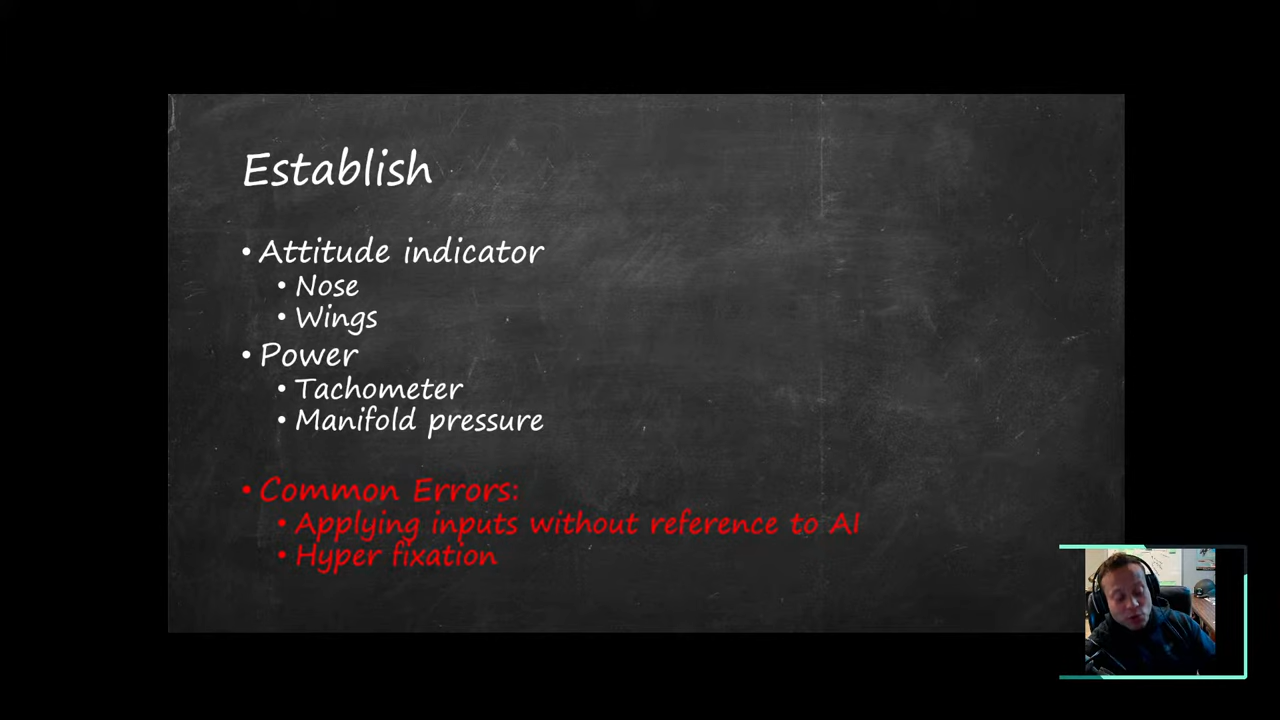 Establish
• Attitude indicator
• Nose
• Wings
• Power
• Tachometer
• Manifold pressure
• Common Errors:
• Applying inputs without reference to AI
• Hyper fixation